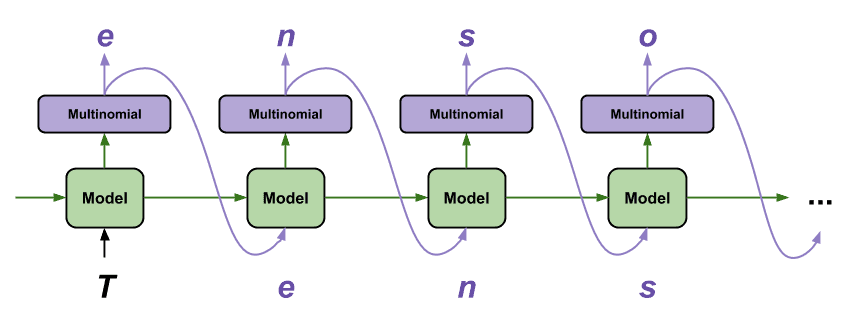 e n s o
Multinomial Multinomial Multinomial Multinomial
Model Model Model Model ...
T e n s